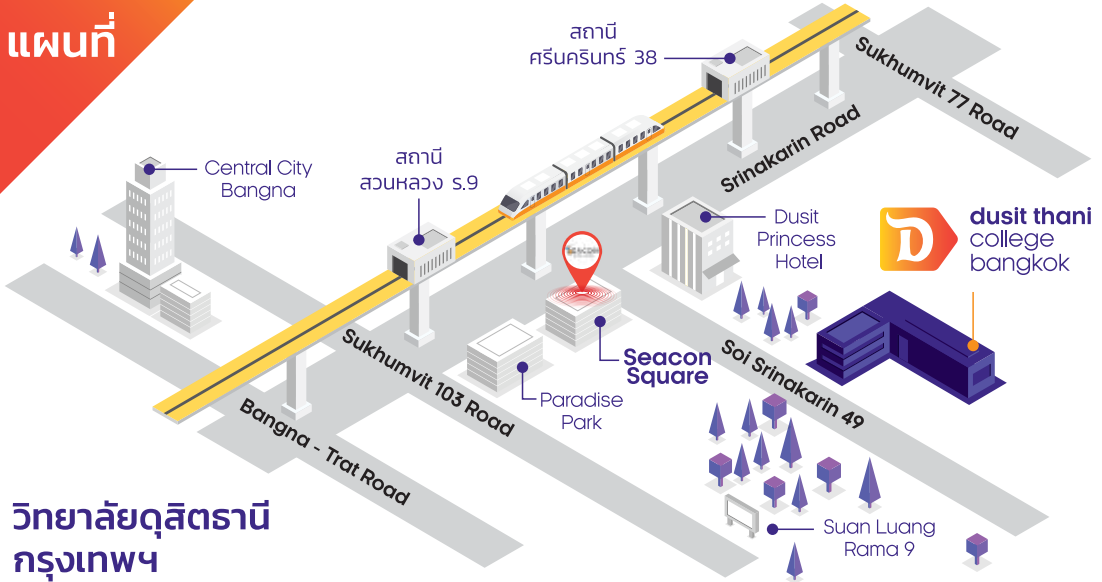 แผนที่
สถานี
ศรีนครินทร์ 38
Sukhumvit 77 Road
Srinakarin Road
สถานี
สวนหลวง ร.9
Central City
Bangna
Dusit
Princess
Hotel
dusit thani
college
bangkok
SEACON
Seacon
Square
Paradise
Park
Sukhumvit 103 Road
Soi Srinakarin 49
Bangna - Trat Road
Suan Luang
Rama 9
วิทยาลัยดุสิตธานี
กรุงเทพฯ